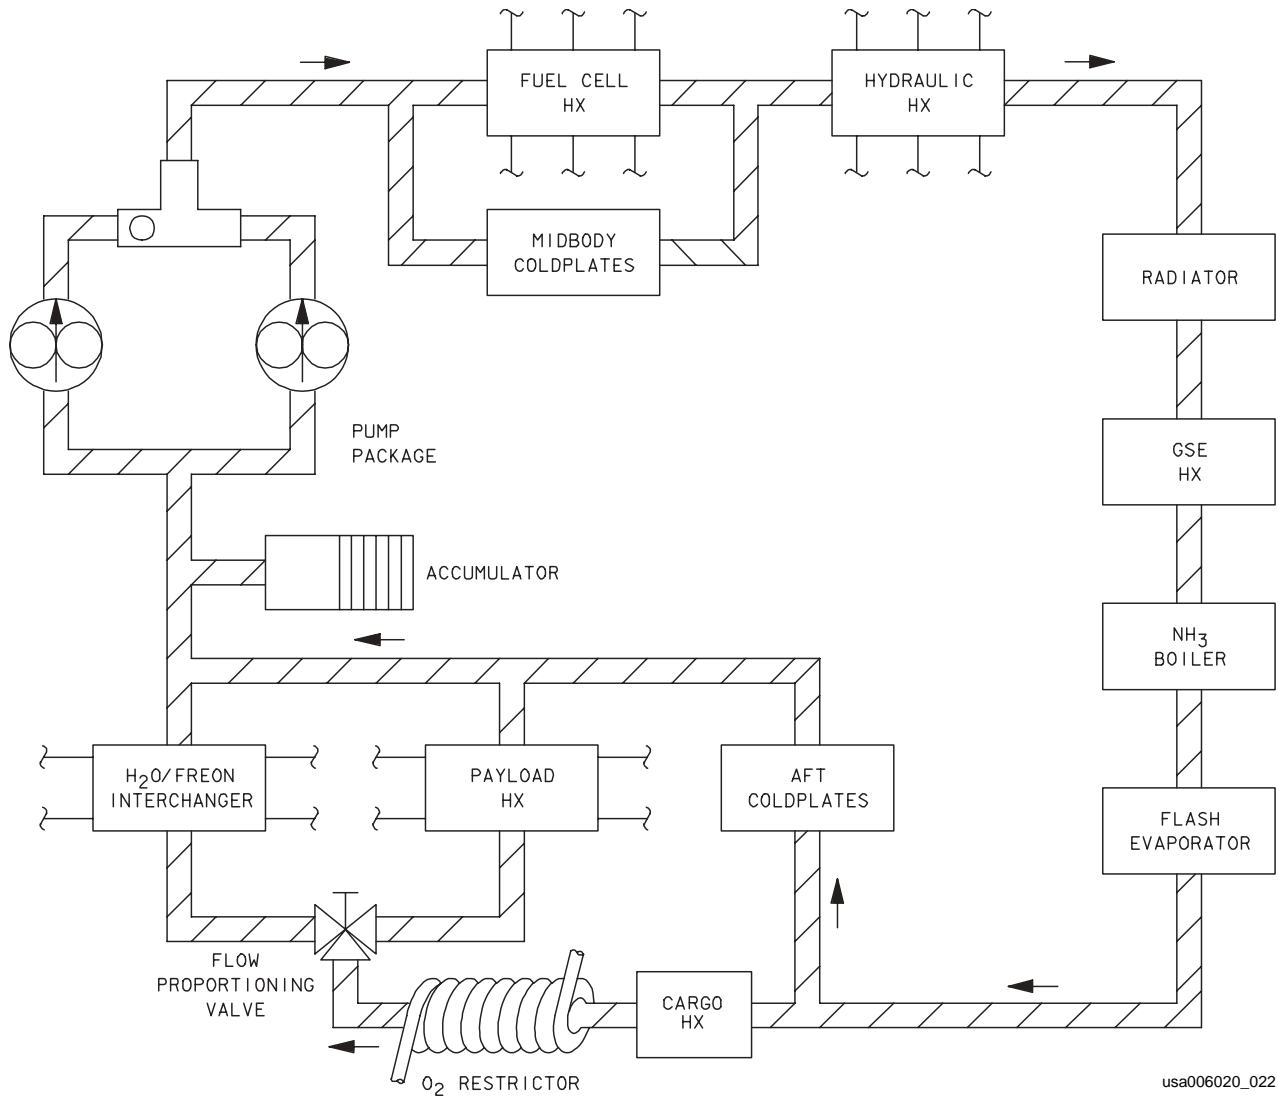 FUEL CELL
HX
HYDRAULIC
HX
MIDBODY
COLDPLATES
RADIATOR
PUMP
PACKAGE
GSE
HX
ACCUMULATOR
NH3
BOILER
H2O/FREON
INTERCHANGER
PAYLOAD
HX
AFT
COLDPLATES
FLASH
EVAPORATOR
FLOW
PROPORTIONING
VALVE
CARGO
HX
O2 RESTRICTOR
usa006020_022